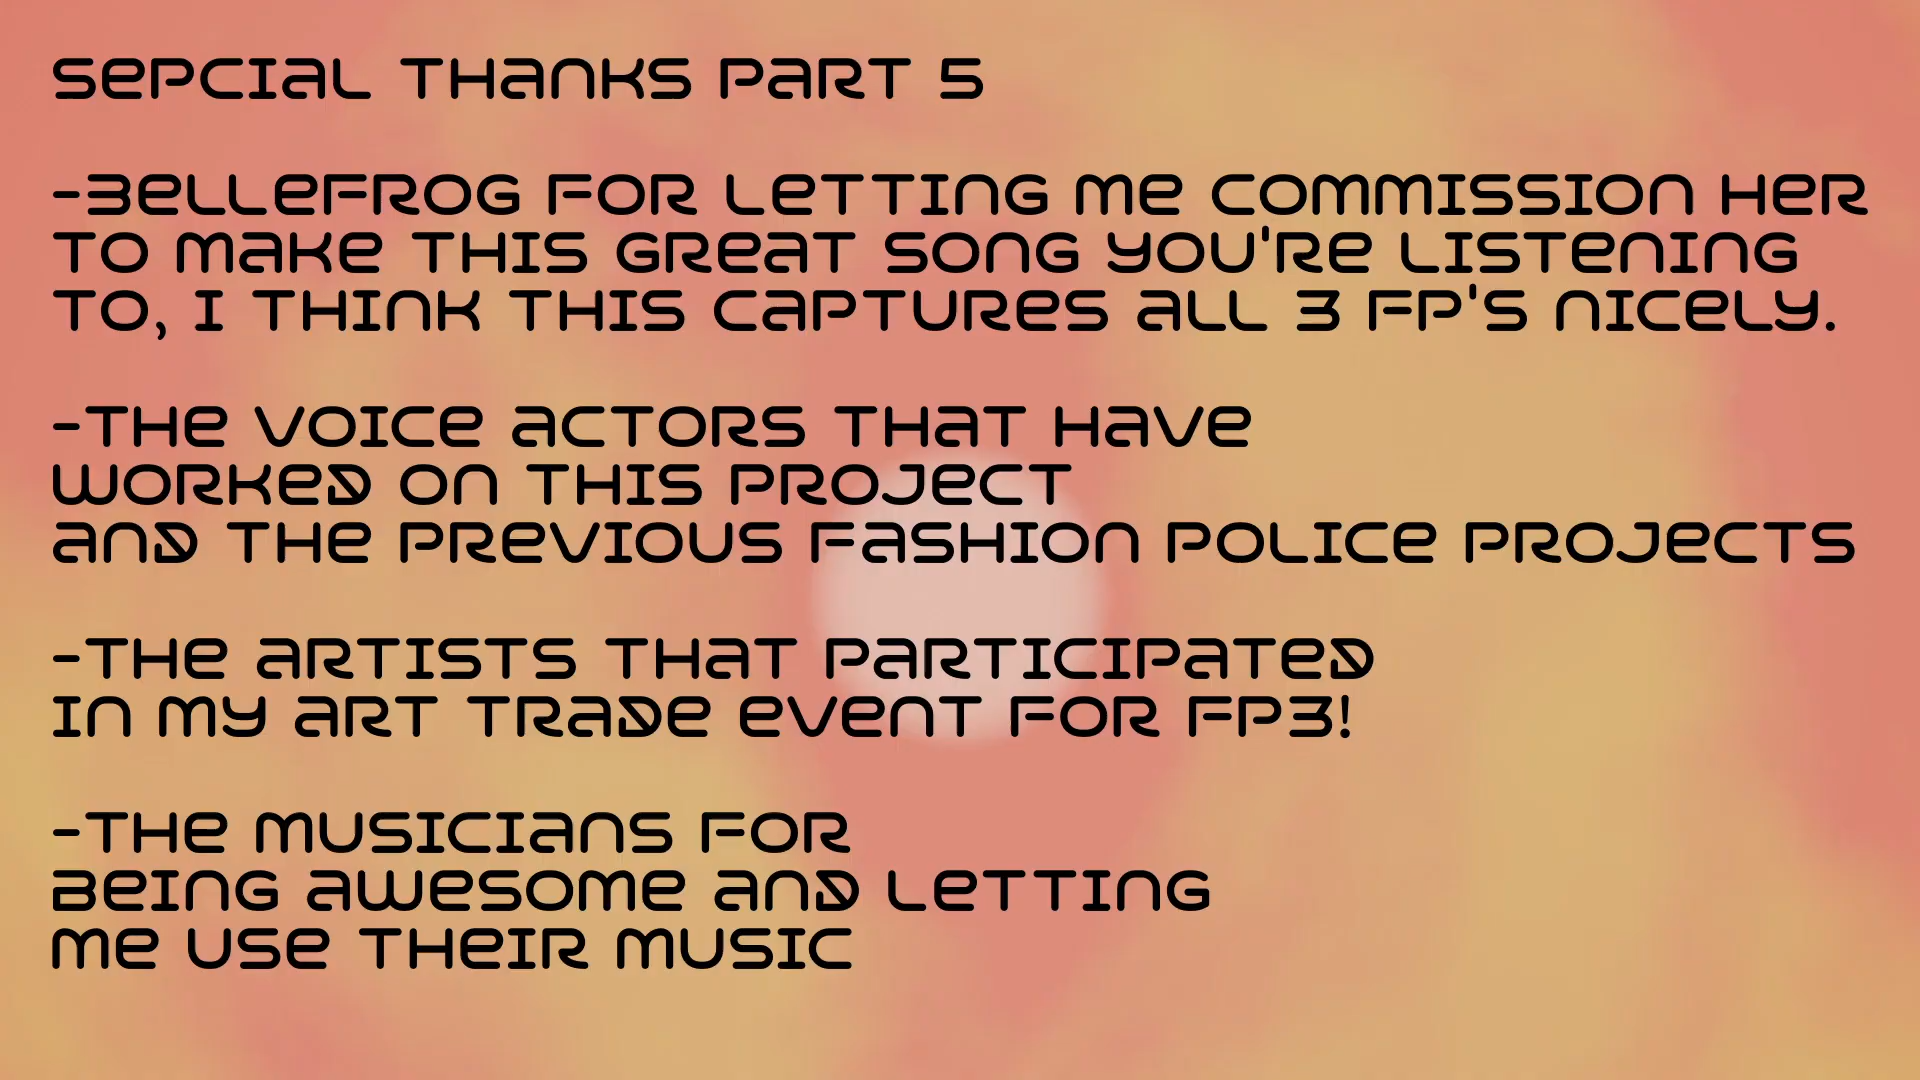 SePCIaL THanKS PaRT 5
-BeLLeFROG FOR LeTTInG me COmmISSIOn HeR
TO maKe THIS GReaT SOnG YOU'Re LISTenInG
TO, I THInK THIS CaPTUReS aLL 3 FP'S nICeLY.
-THe VOICe aCTORS THaT HaVe
WORKeD On THIS PROJeCT
anD THe PReVIOUS FaSHIOn POLICe PROJeCTS
-THe aRTISTS THaT PaRTICIPaTeD
In mY aRT TRaDe eVenT FOR FP3!
-THe mUSICIanS FOR
BeInG aWeSOme anD LeTTInG
me USe THeIR mUSIC